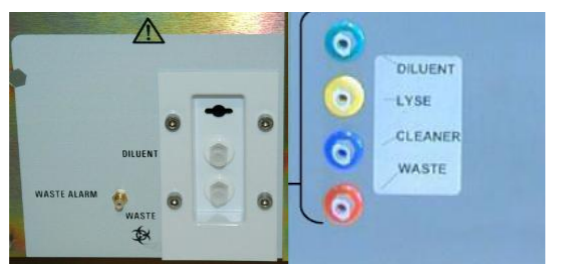 DILUENT
WASTE ALARM
WASTE
DILUENT
LYSE
CLEANER
WASTE